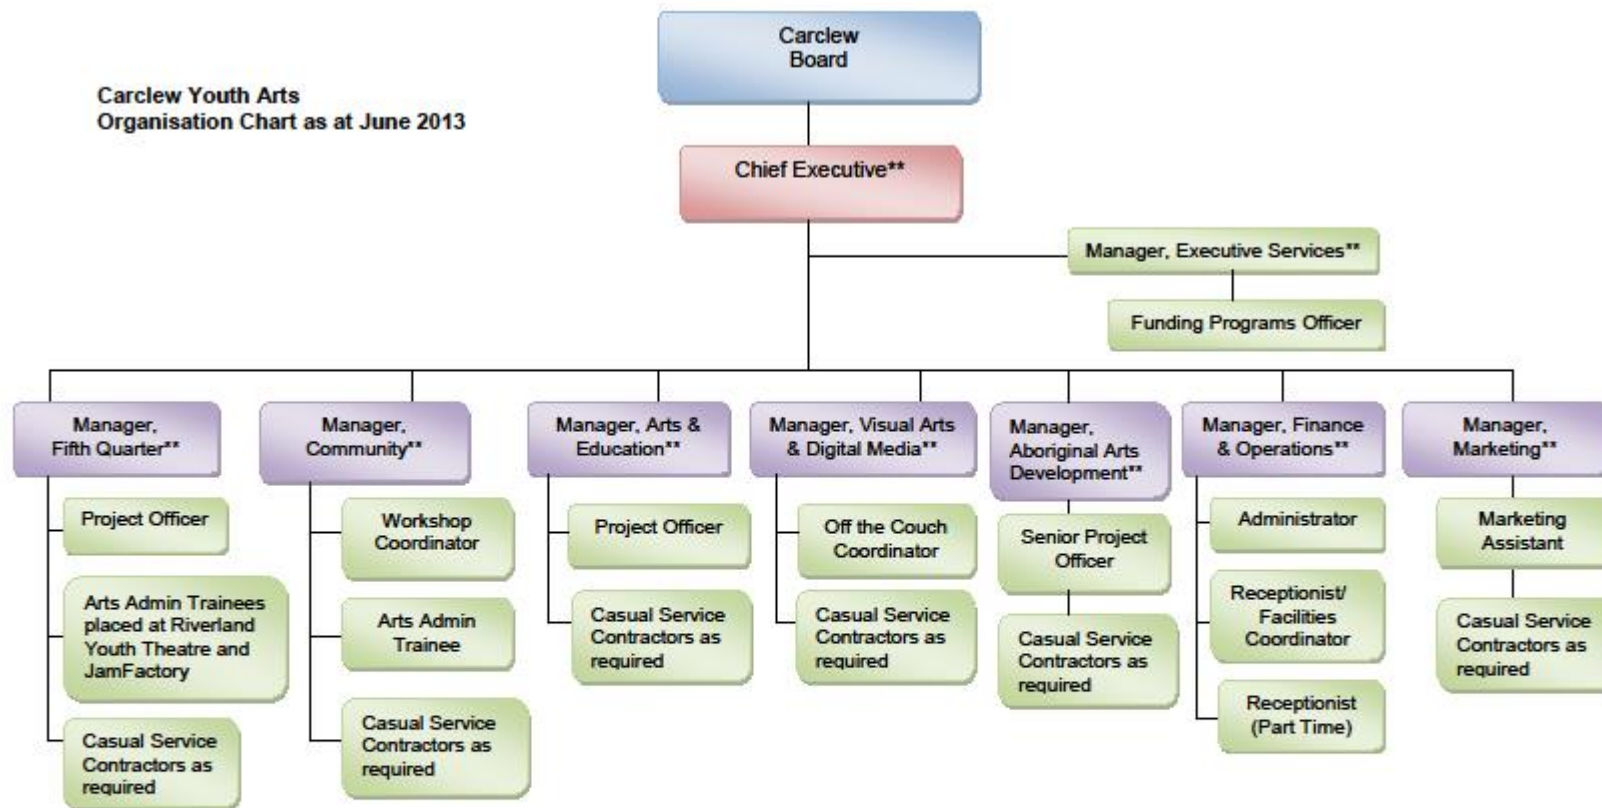 Carclew
Board
Carclew Youth Arts
Organisation Chart as at June 2013
Chief Executive**
Manager, Executive Services**
Funding Programs Officer
Manager,
Fifth Quarter**
Project Officer
Arts Admin Trainees
placed at Riverland
Youth Theatre and
JamFactory
Casual Service
Contractors as
required
Manager,
Community**
Workshop
Coordinator
Arts Admin
Trainee
Casual Service
Contractors as
required
Manager, Arts &
Education**
Project Officer
Casual Service
Contractors as
required
Manager, Visual Arts
& Digital Media**
Off the Couch
Coordinator
Casual Service
Contractors as
required
Manager,
Aboriginal Arts
Development**
Senior Project
Officer
Casual Service
Contractors as
required
Manager, Finance
& Operations**
Administrator
Receptionist/
Facilities
Coordinator
Receptionist
(Part Time)
Manager,
Marketing**
Marketing
Assistant
Casual Service
Contractors as
required